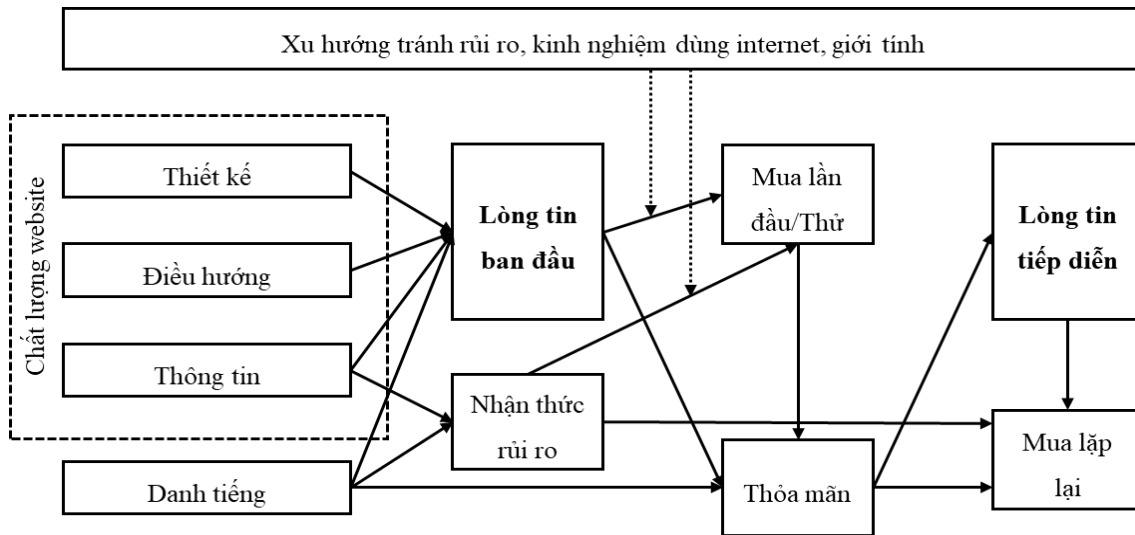 Xu hướng tránh rủi ro, kinh nghiệm dùng internet, giới tính
Chất lượng website
Thiết kế
Điều hướng
Thông tin
Danh tiếng
Lòng tin
ban đầu
Nhận thức
rủi ro
Mua lần
đầu/Thử
Thỏa mãn
Lòng tin
tiếp diễn
Mua lặp
lại